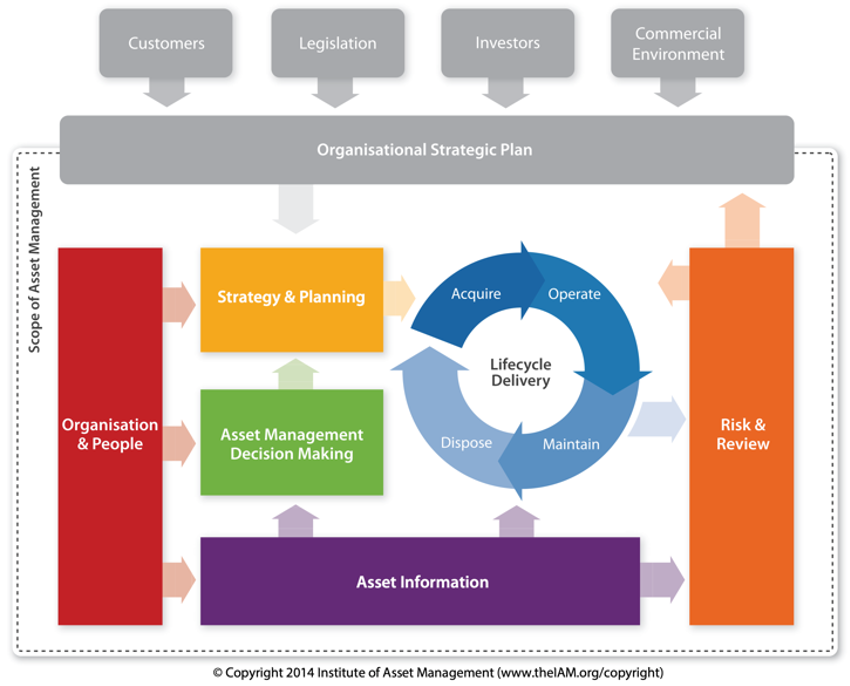 Customers
Legislation
Investors
Commercial
Environment
Organisational Strategic Plan
Scope of Asset Management
Organisation
& People
Strategy & Planning
Asset Management
Decision Making
Acquire
Operate
Lifecycle
Delivery
Dispose
Maintain
Risk &
Review
Asset Information
© Copyright 2014 Institute of Asset Management (www.theIAM.org/copyright)